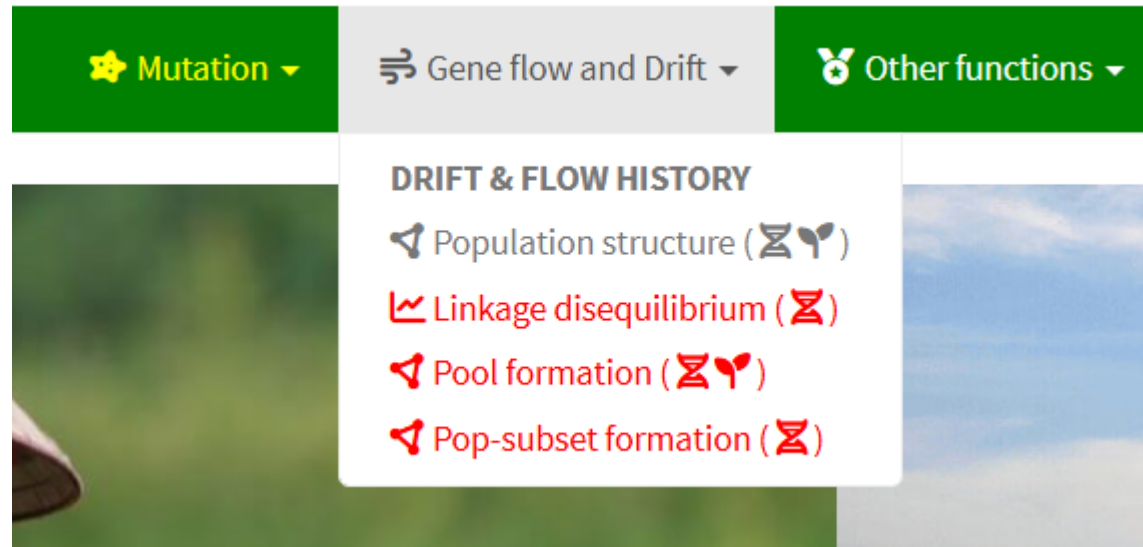 Mutation
Gene flow and Drift
Other functions
DRIFT & FLOW HISTORY
Population structure ( )
Linkage disequilibrium ( )
Pool formation ( )
Pop-subset formation ( )